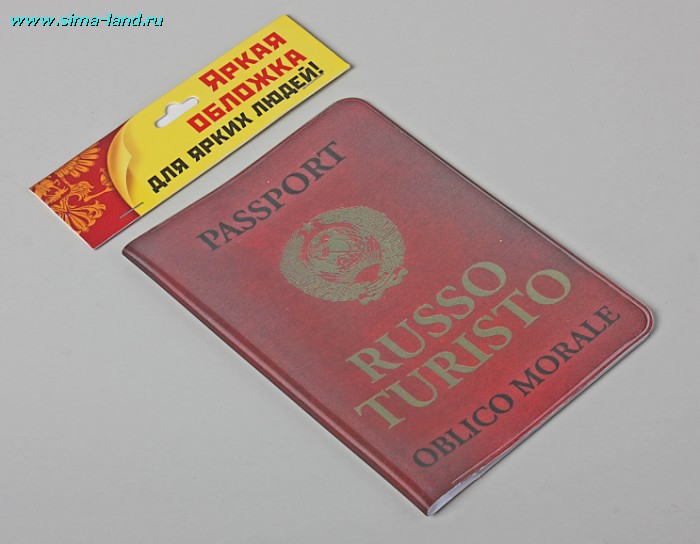 www.sima-land.ru
ЯРКАЯ
ОБЛОЖКА
ДЛЯ ЯРКИХ ЛЮДЕЙ!
PASSPORT
RUSSO
TURISTO
OBLICO MORALE